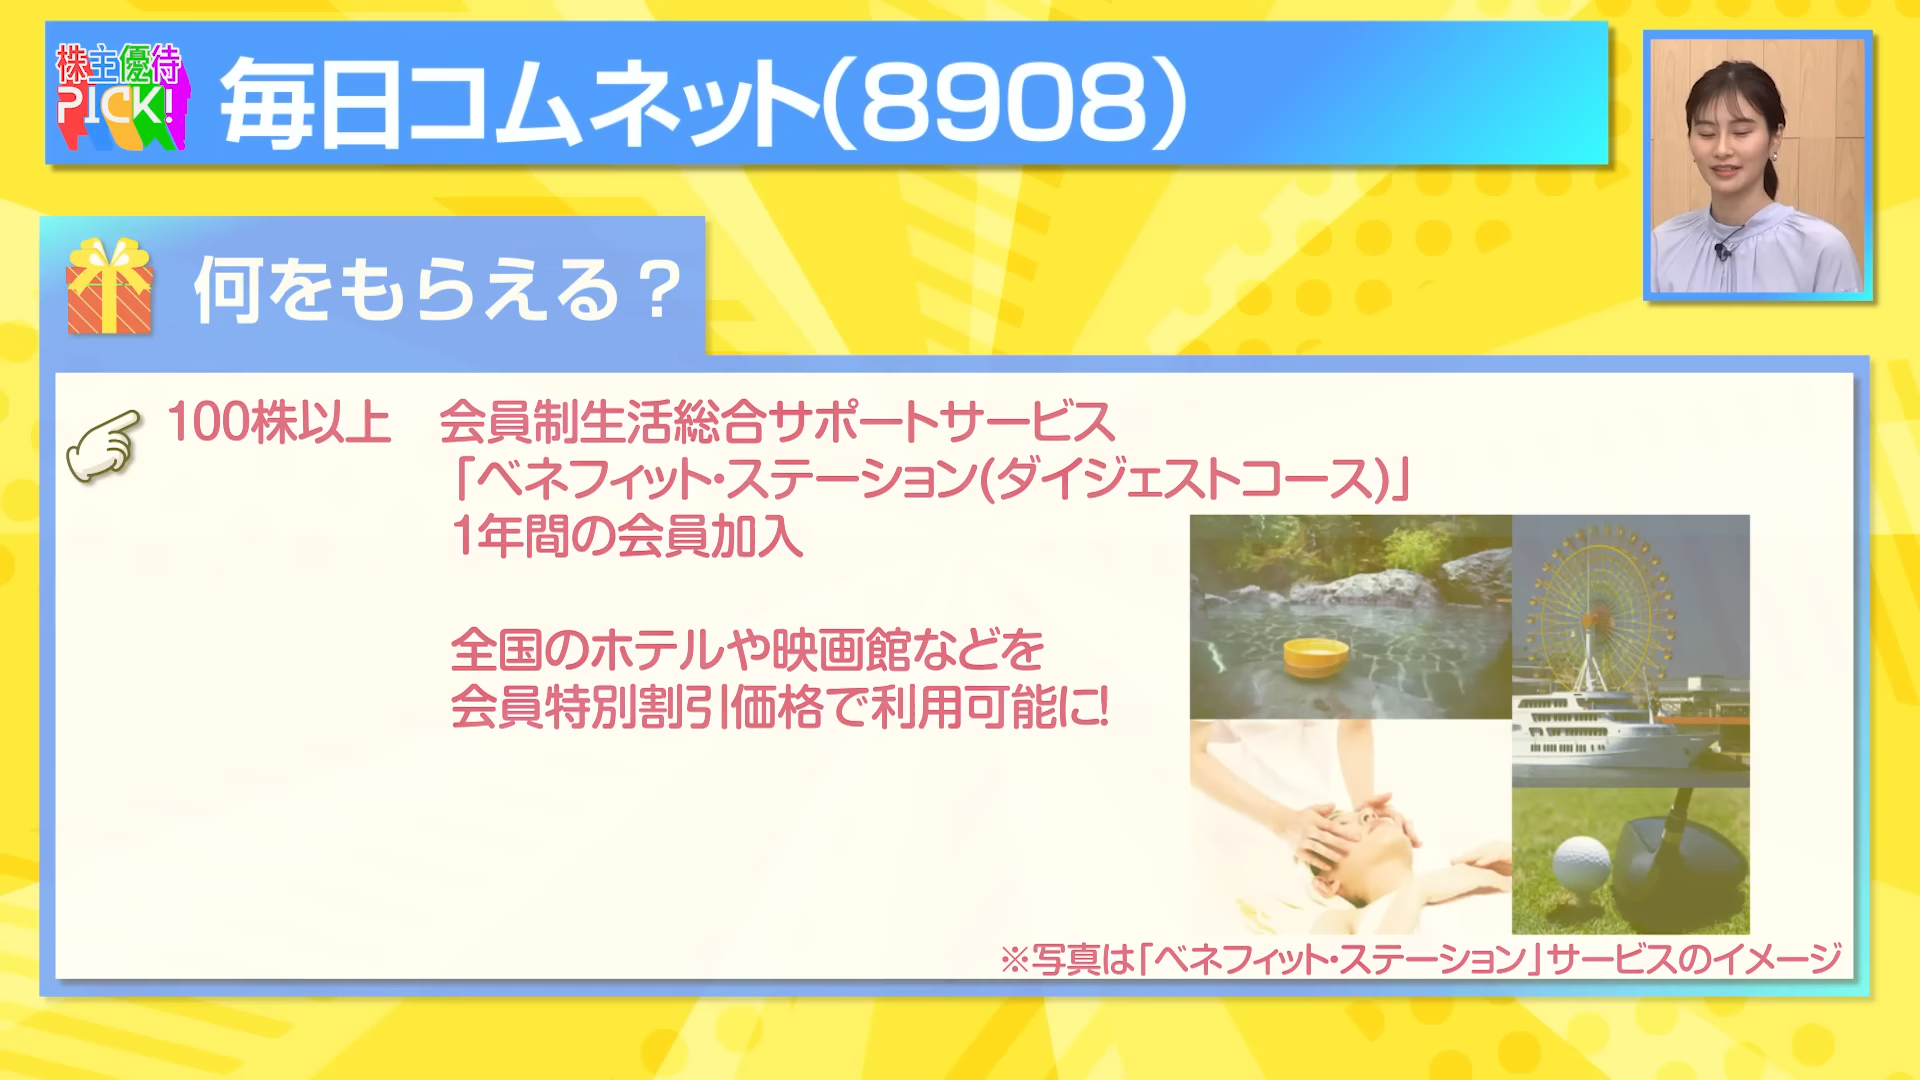 株主優待
PICK!
毎日コムネット(8908)
何をもらえる？
100株以上　会員制生活総合サポートサービス
「ベネフィット・ステーション(ダイジェストコース)」
1年間の会員加入
全国のホテルや映画館などを
会員特別割引価格で利用可能に!
※写真は「ベネフィット・ステーション」サービスのイメージ